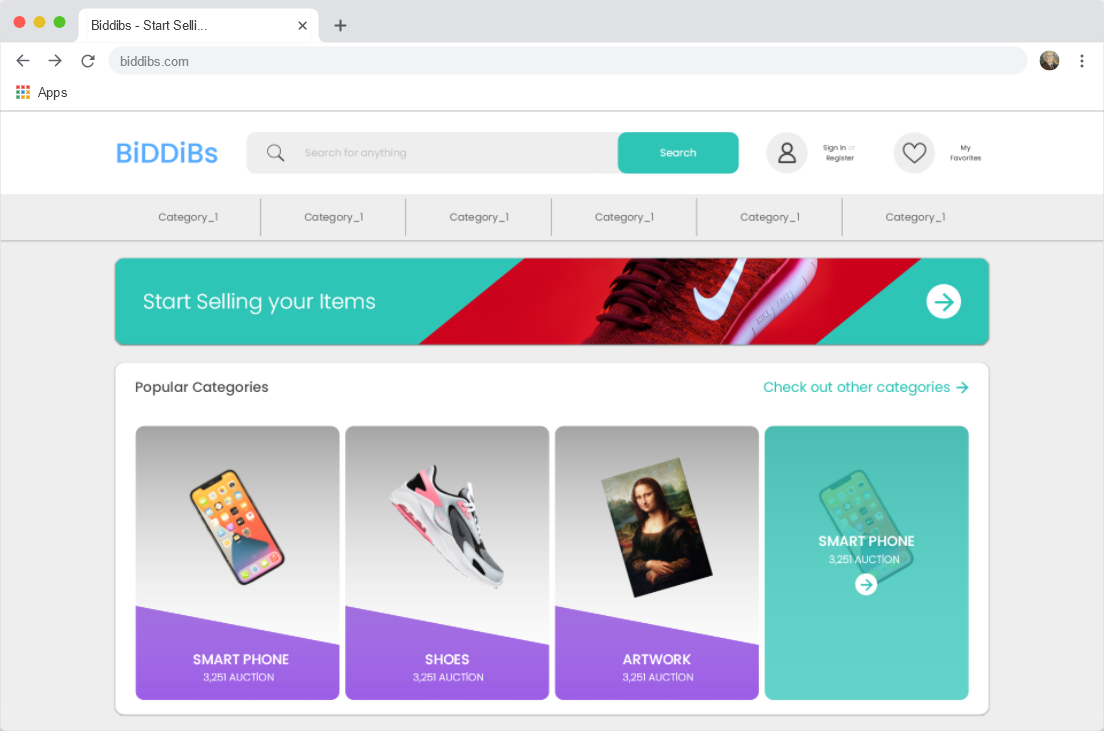 Biddibs - Start Selli...
biddibs.com
Apps
BiDDiBs
Search for anything
Search
Sign in or
Register
My
Favorites
Category_1
Category_1
Category_1
Category_1
Category_1
Category_1
Start Selling your Items
Popular Categories
Check out other categories
SMART PHONE
3,251 AUCTION
SHOES
3,251 AUCTION
ARTWORK
3,251 AUCTION
SMART PHONE
3,251 AUCTION